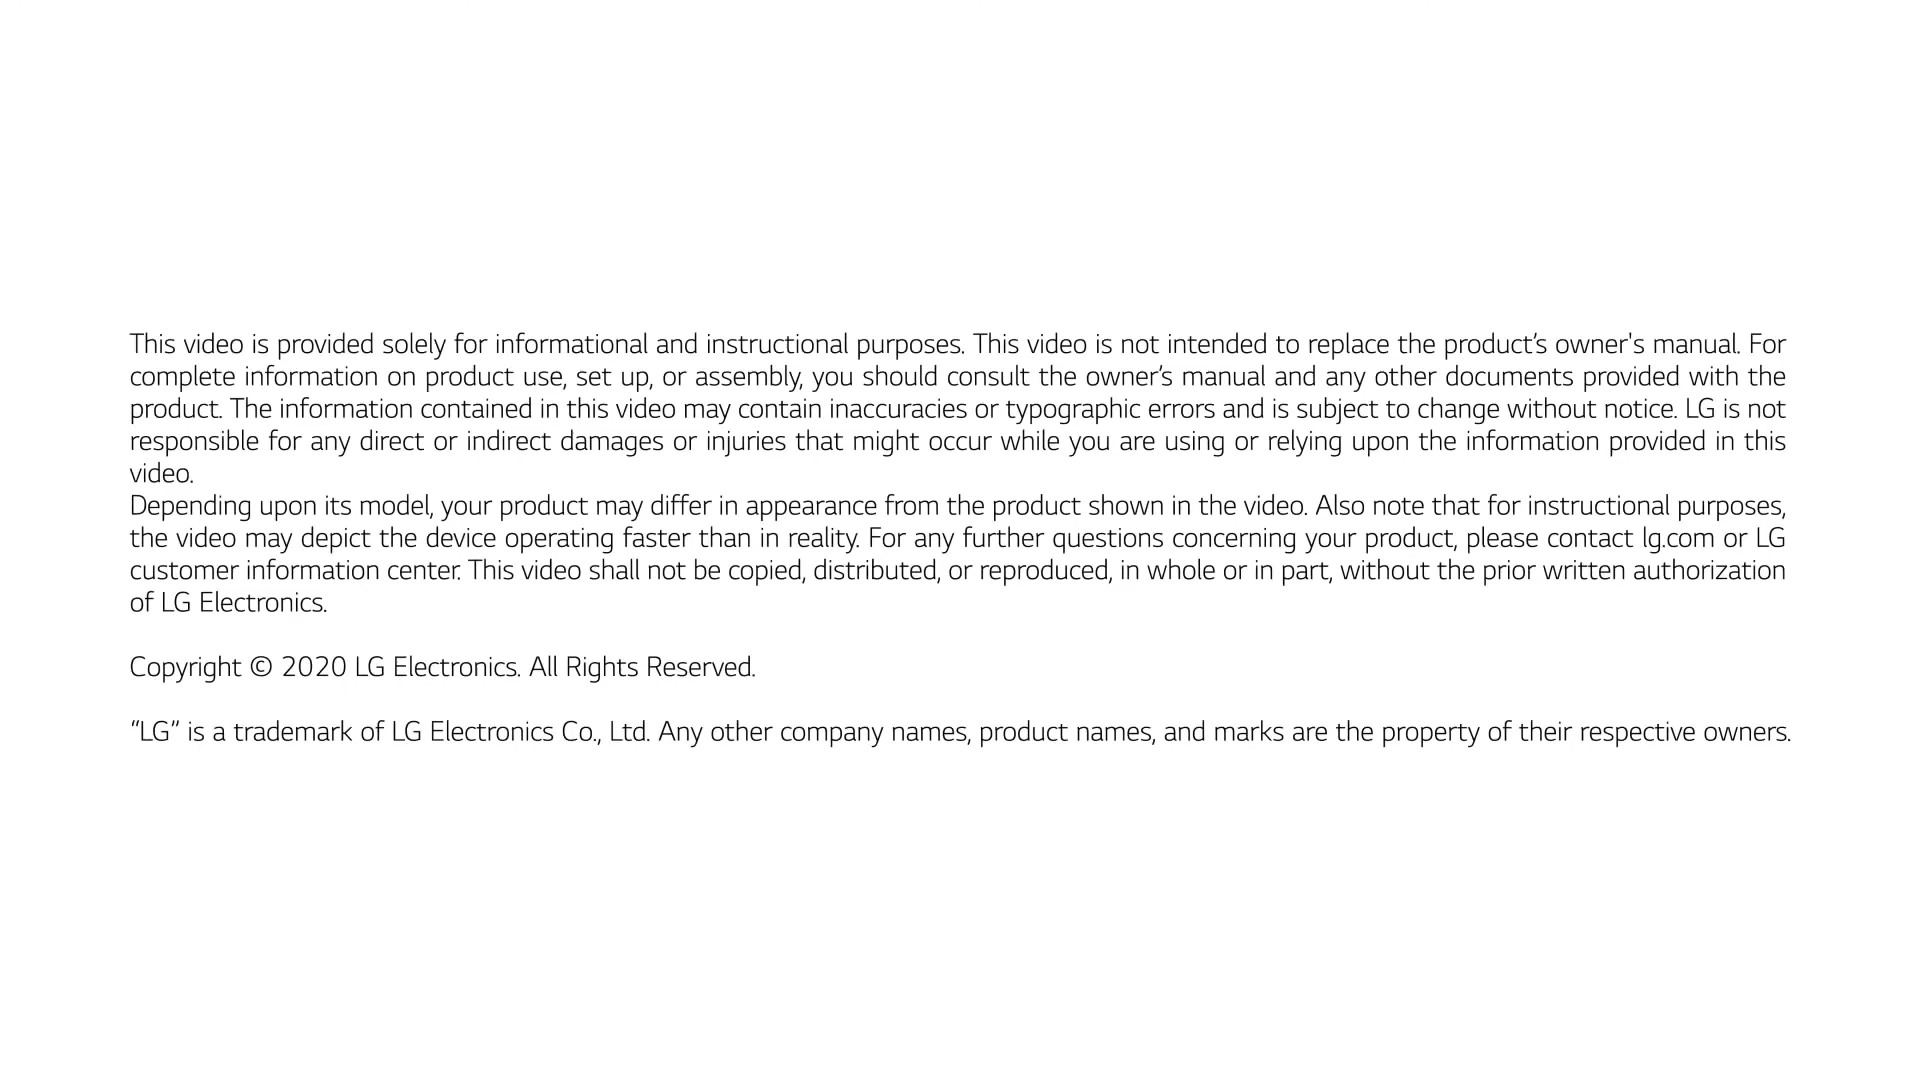 This video is provided solely for informational and instructional purposes. This video is not intended to replace the product’s owner's manual. For
complete information on product use, set up, or assembly, you should consult the owner’s manual and any other documents provided with the
product. The information contained in this video may contain inaccuracies or typographic errors and is subject to change without notice. LG is not
responsible for any direct or indirect damages or injuries that might occur while you are using or relying upon the information provided in this
video.
Depending upon its model, your product may differ in appearance from the product shown in the video. Also note that for instructional purposes,
the video may depict the device operating faster than in reality. For any further questions concerning your product, please contact lg.com or LG
customer information center. This video shall not be copied, distributed, or reproduced, in whole or in part, without the prior written authorization
of LG Electronics.
Copyright © 2020 LG Electronics. All Rights Reserved.
“LG” is a trademark of LG Electronics Co., Ltd. Any other company names, product names, and marks are the property of their respective owners.